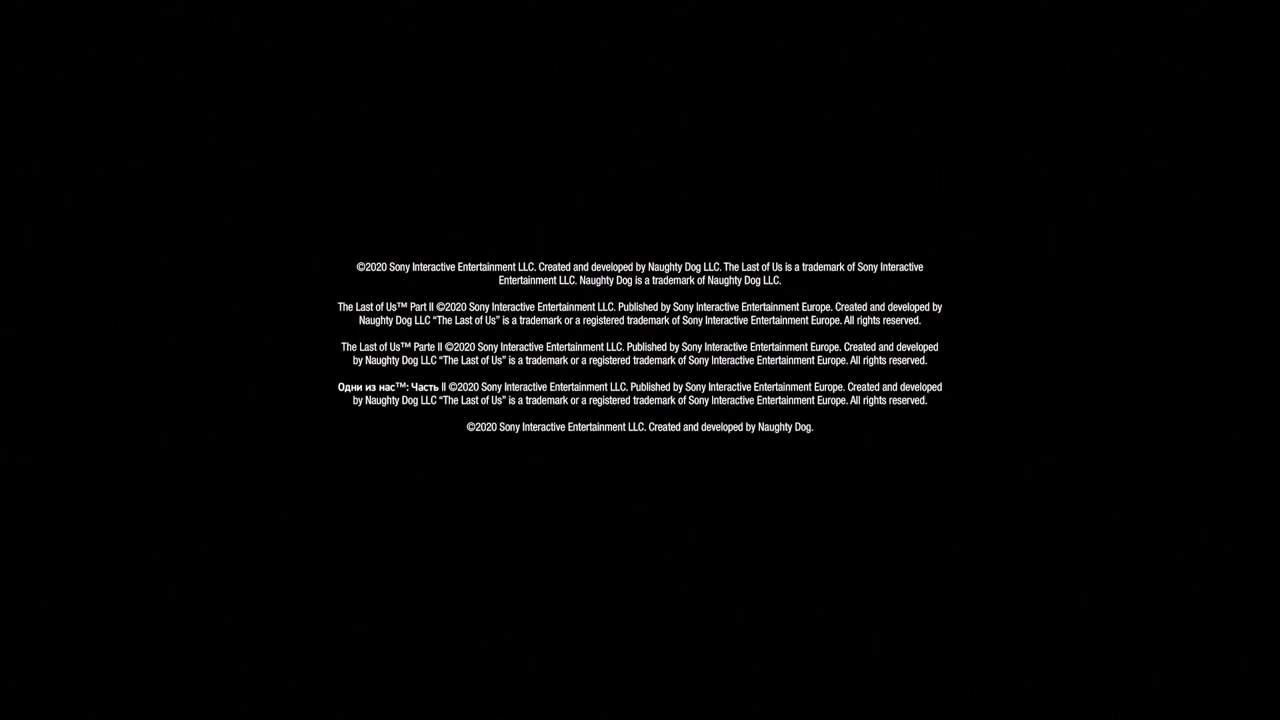 ©2020 Sony Interactive Entertainment LLC. Created and developed by Naughty Dog LLC. The Last of Us is a trademark of Sony Interactive
Entertainment LLC. Naughty Dog is a trademark of Naughty Dog LLC.
The Last of Us™ Part II ©2020 Sony Interactive Entertainment LLC. Published by Sony Interactive Entertainment Europe. Created and developed by
Naughty Dog LLC “The Last of Us” is a trademark or a registered trademark of Sony Interactive Entertainment Europe. All rights reserved.
The Last of Us™ Parte II ©2020 Sony Interactive Entertainment LLC. Published by Sony Interactive Entertainment Europe. Created and developed
by Naughty Dog LLC “The Last of Us” is a trademark or a registered trademark of Sony Interactive Entertainment Europe. All rights reserved.
Одни из нас™: Часть II ©2020 Sony Interactive Entertainment LLC. Published by Sony Interactive Entertainment Europe. Created and developed
by Naughty Dog LLC “The Last of Us” is a trademark or a registered trademark of Sony Interactive Entertainment Europe. All rights reserved.
©2020 Sony Interactive Entertainment LLC. Created and developed by Naughty Dog.